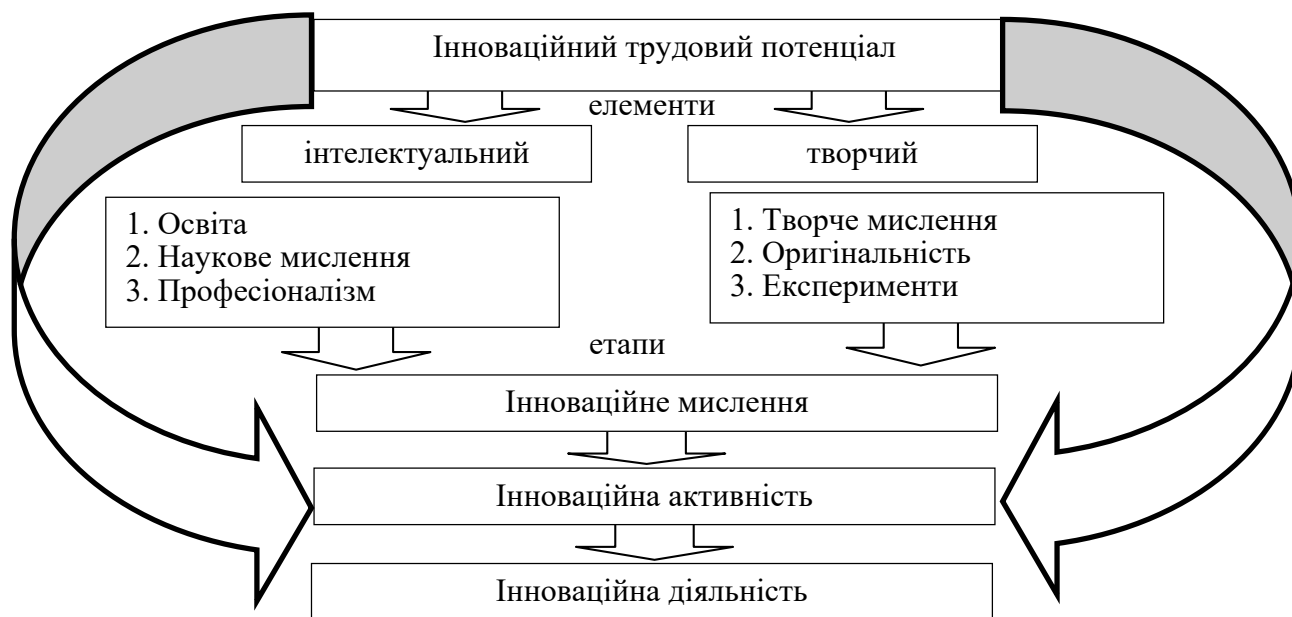 Інноваційний трудовий потенціал
елементи
інтелектуальний
творчий
1. Освіта
2. Наукове мислення
3. Професіоналізм
1. Творче мислення
2. Оригінальність
3. Експерименти
етапи
Інноваційне мислення
Інноваційна активність
Інноваційна діяльність